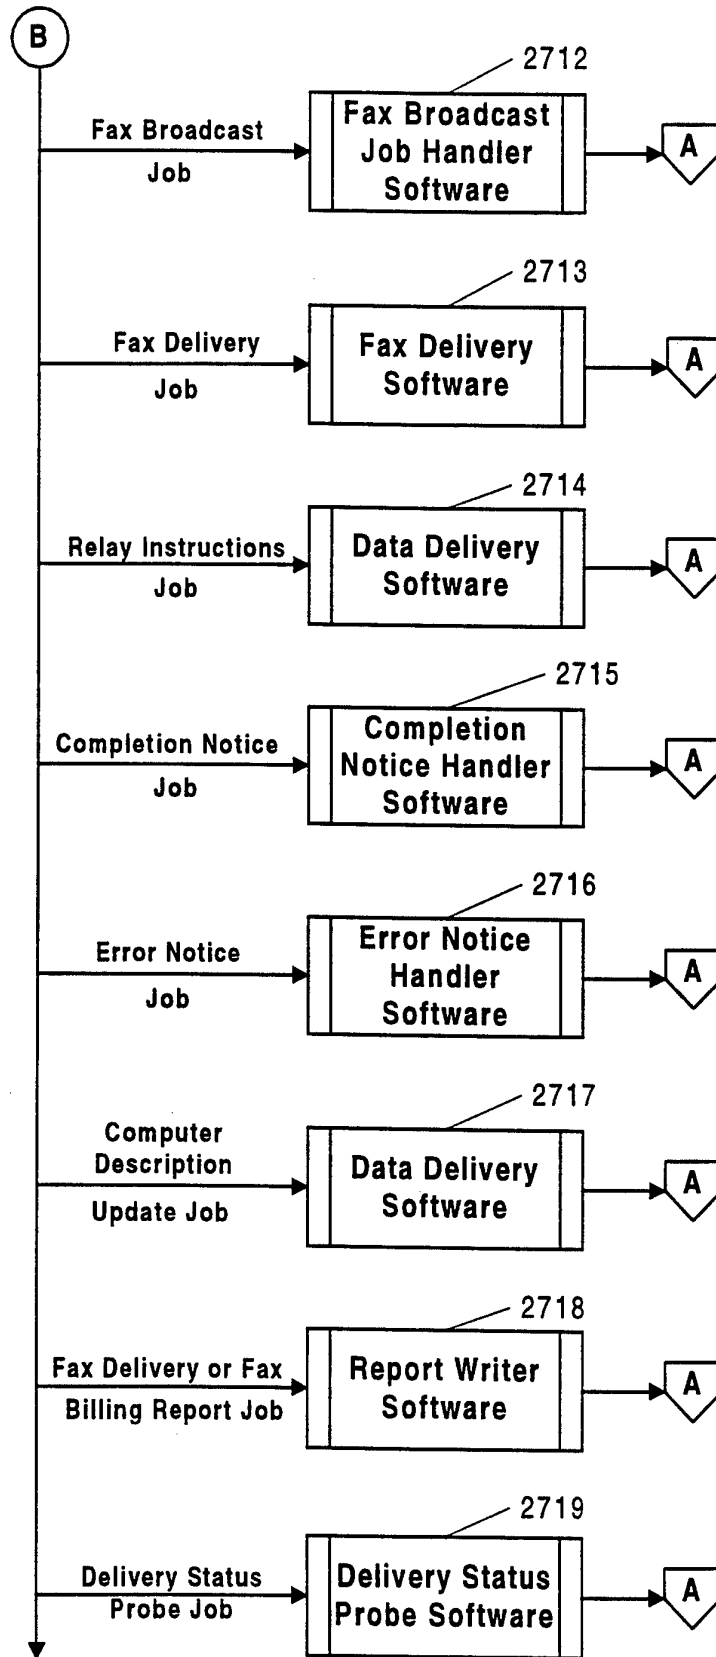 B
2712
Fax Broadcast
Job
Fax Broadcast
Job Handler
Software
A
2713
Fax Delivery
Job
Fax Delivery
Software
A
2714
Relay Instructions
Job
Data Delivery
Software
A
2715
Completion Notice
Job
Completion
Notice Handler
Software
A
2716
Error Notice
Job
Error Notice
Handler
Software
A
2717
Computer
Description
Update Job
Data Delivery
Software
A
2718
Fax Delivery or Fax
Billing Report Job
Report Writer
Software
A
2719
Delivery Status
Probe Job
Delivery Status
Probe Software
A